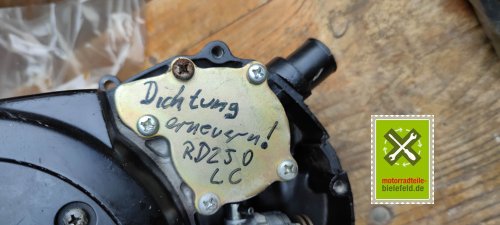 Dichtung
erneuern!
RD250
LC
motorradteile-
bielefeld.de